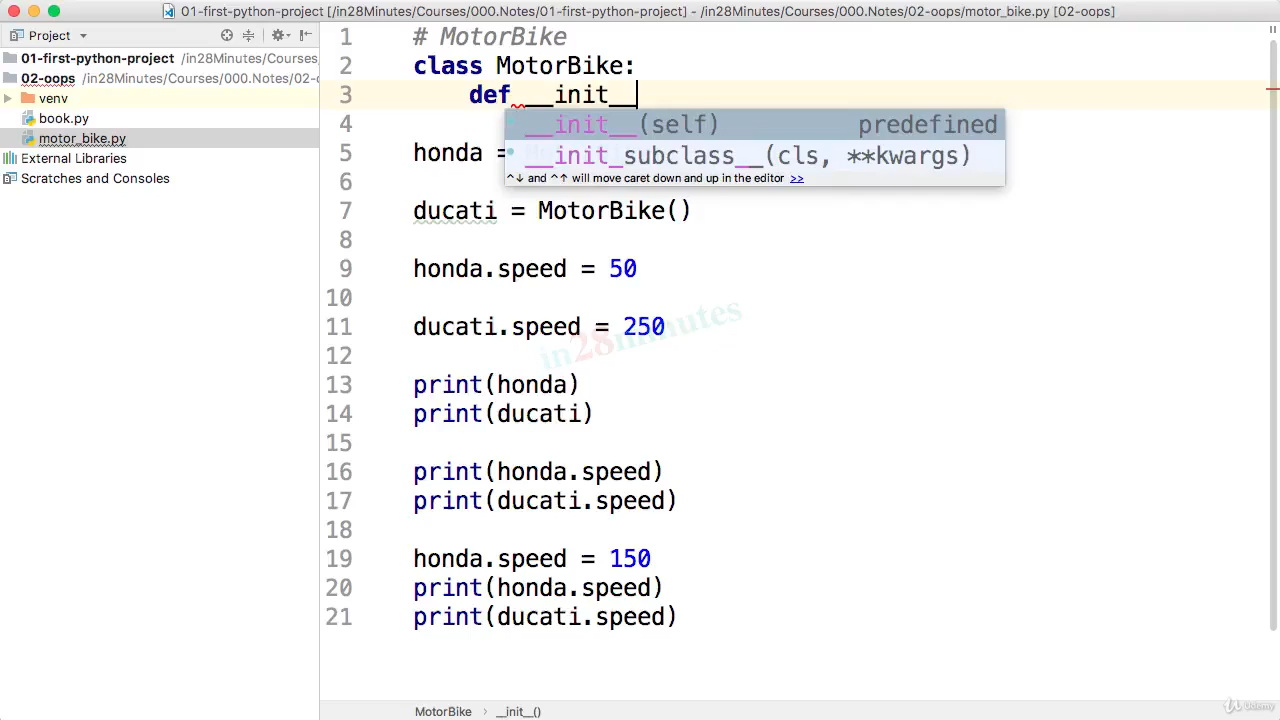 01-first-python-project [/in28Minutes/Courses/000.Notes/01-first-python-project] - /in28Minutes/Courses/000.Notes/02-oops/motor_bike.py [02-oops]
Project
01-first-python-project /in28Minutes/Courses
02-oops /in28Minutes/Courses/000.Notes/02-o
venv
book.py
motor_bike.py
External Libraries
Scratches and Consoles
1 # MotorBike
2 class MotorBike:
3 def __init__
__init__(self) predefined
__init_subclass__(cls, **kwargs)
^↓ and ^↑ will move caret down and up in the editor >>
4
5 honda =
6
7 ducati = MotorBike()
8
9 honda.speed = 50
10
11 ducati.speed = 250
in28minutes
12
13 print(honda)
14 print(ducati)
15
16 print(honda.speed)
17 print(ducati.speed)
18
19 honda.speed = 150
20 print(honda.speed)
21 print(ducati.speed)
MotorBike › __init__()
Udemy